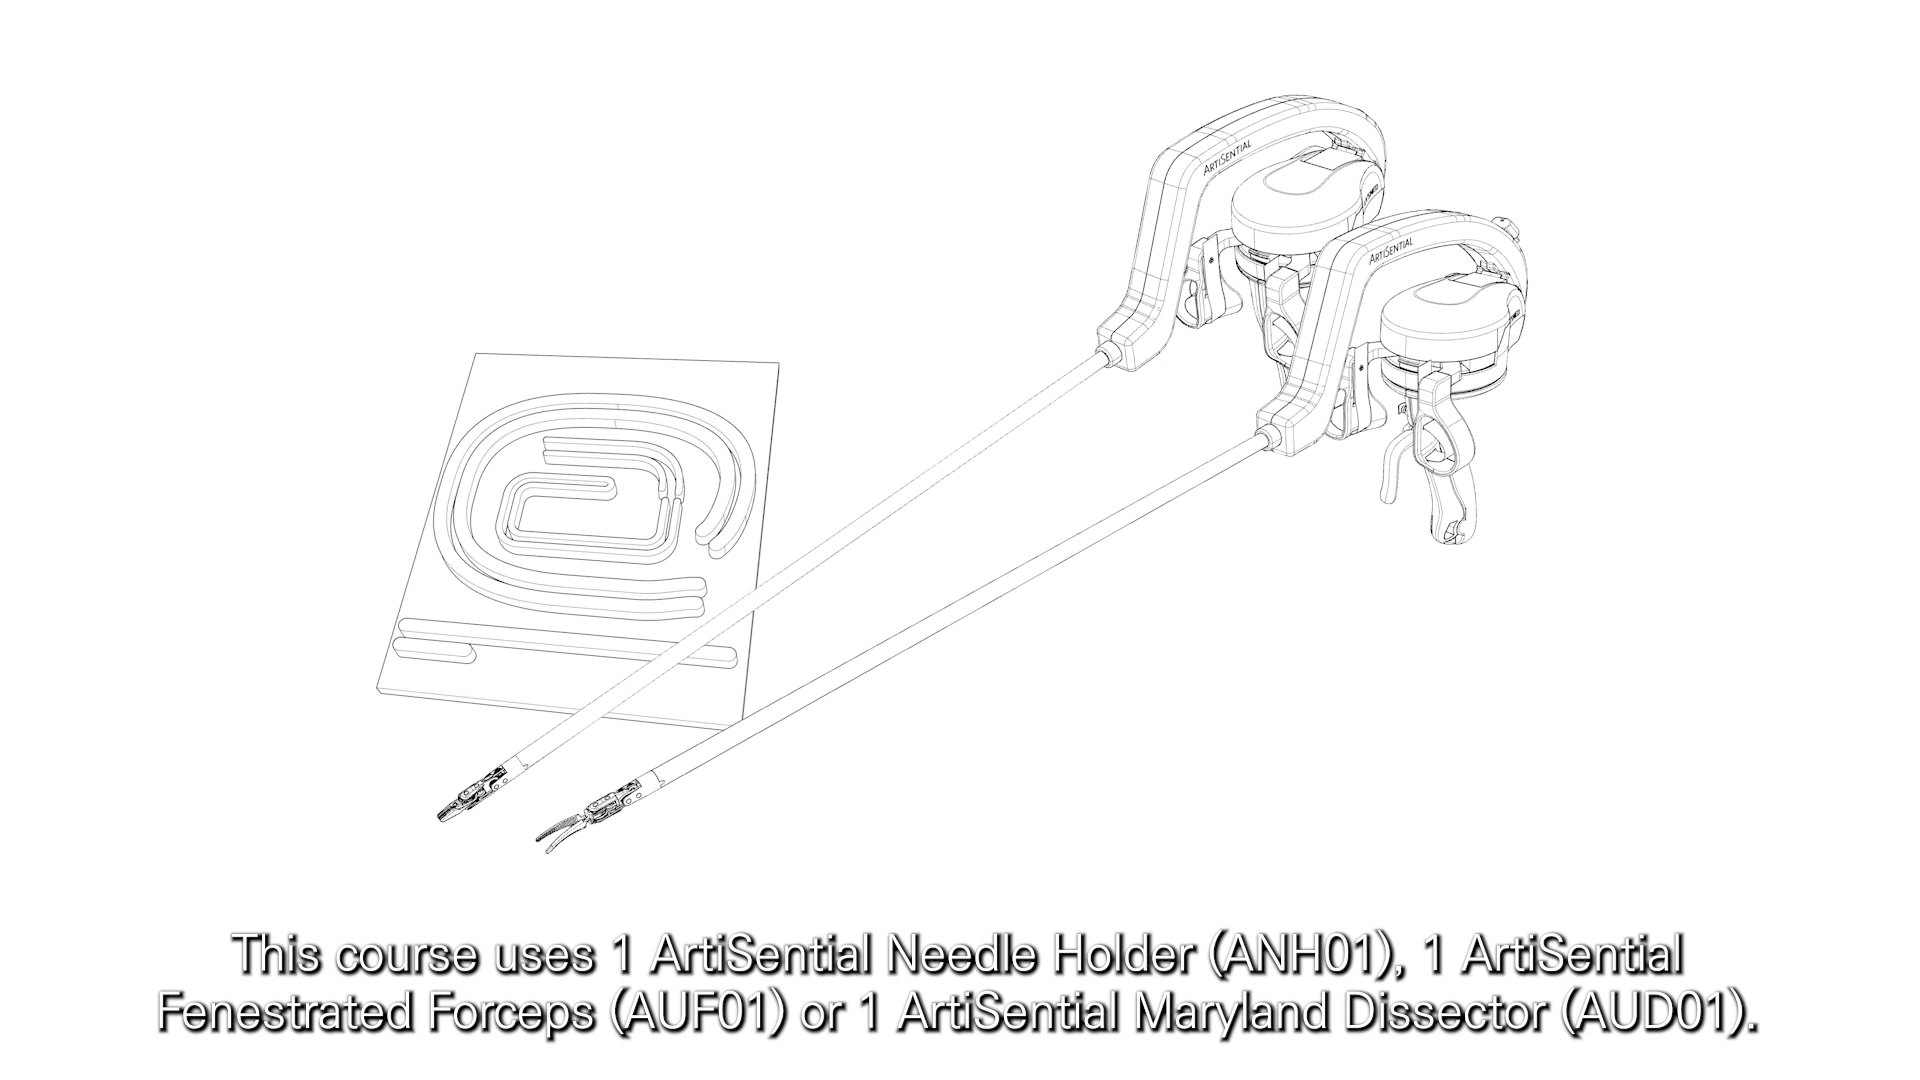 ARTISENTIAL
ARTISENTIAL
This course uses 1 ArtiSential Needle Holder (ANH01), 1 ArtiSential
Fenestrated Forceps (AUF01) or 1 ArtiSential Maryland Dissector (AUD01).